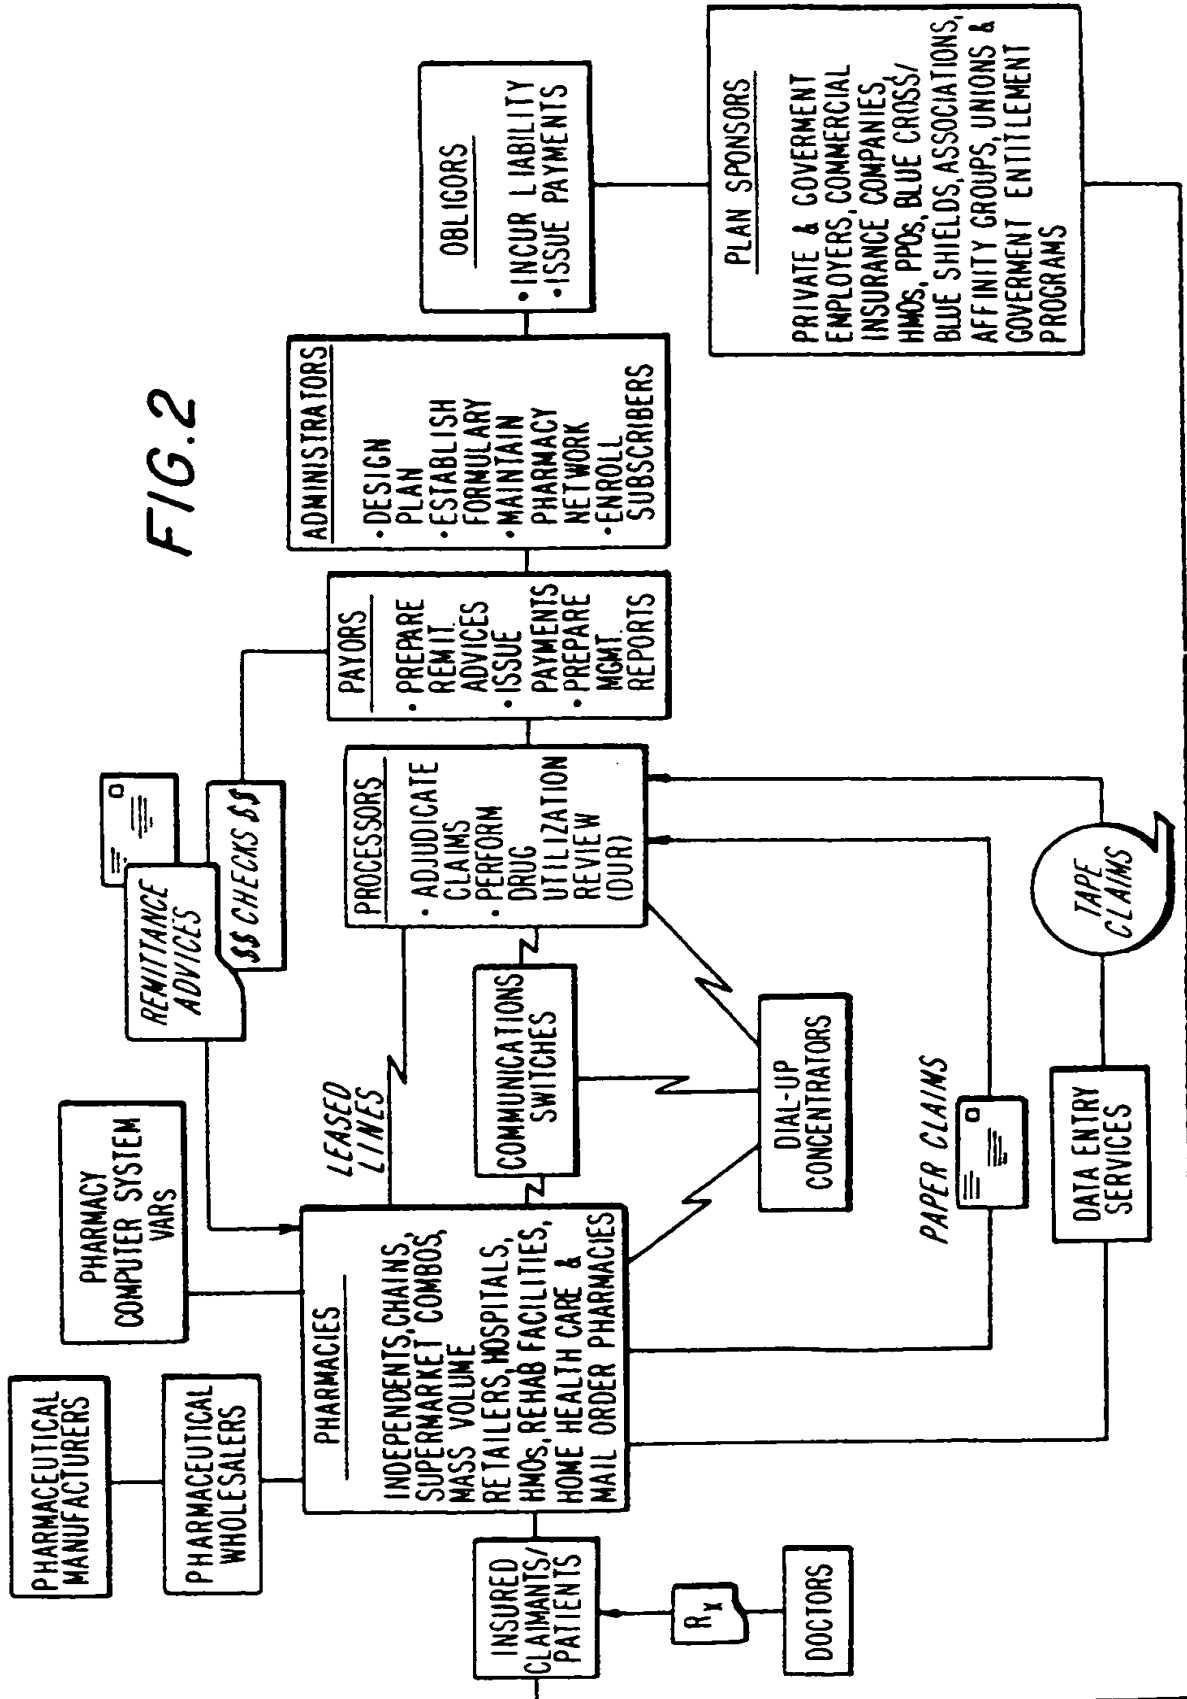 FIG. 2
PHARMACEUTICAL
MANUFACTURERS
PHARMACEUTICAL
WHOLESALERS
PHARMACY
COMPUTER SYSTEM
VARS
REMITTANCE
ADVICES
$$ CHECKS $$
INSURED
CLAIMANTS/
PATIENTS
Rx
DOCTORS
PHARMACIES
INDEPENDENTS, CHAINS,
SUPERMARKET COMBOS,
MASS VOLUME
RETAILERS, HOSPITALS,
HMOs, REHAB FACILITIES,
HOME HEALTH CARE &
MAIL ORDER PHARMACIES
LEASED
LINES
COMMUNICATIONS
SWITCHES
DIAL-UP
CONCENTRATORS
PAPER CLAIMS
DATA ENTRY
SERVICES
TAPE
CLAIMS
PROCESSORS
• ADJUDICATE
CLAIMS
• PERFORM
DRUG
UTILIZATION
REVIEW
(DUR)
PAYORS
• PREPARE
REMIT.
ADVICES
• ISSUE
PAYMENTS
• PREPARE
MGMT.
REPORTS
ADMINISTRATORS
• DESIGN
PLAN
• ESTABLISH
FORMULARY
• MAINTAIN
PHARMACY
NETWORK
• ENROLL
SUBSCRIBERS
OBLIGORS
• INCUR LIABILITY
• ISSUE PAYMENTS
PLAN SPONSORS
PRIVATE & GOVERMENT
EMPLOYERS, COMMERCIAL
INSURANCE COMPANIES,
HMOs, PPOs, BLUE CROSS/
BLUE SHIELDS, ASSOCIATIONS,
AFFINITY GROUPS, UNIONS &
GOVERMENT ENTITLEMENT
PROGRAMS